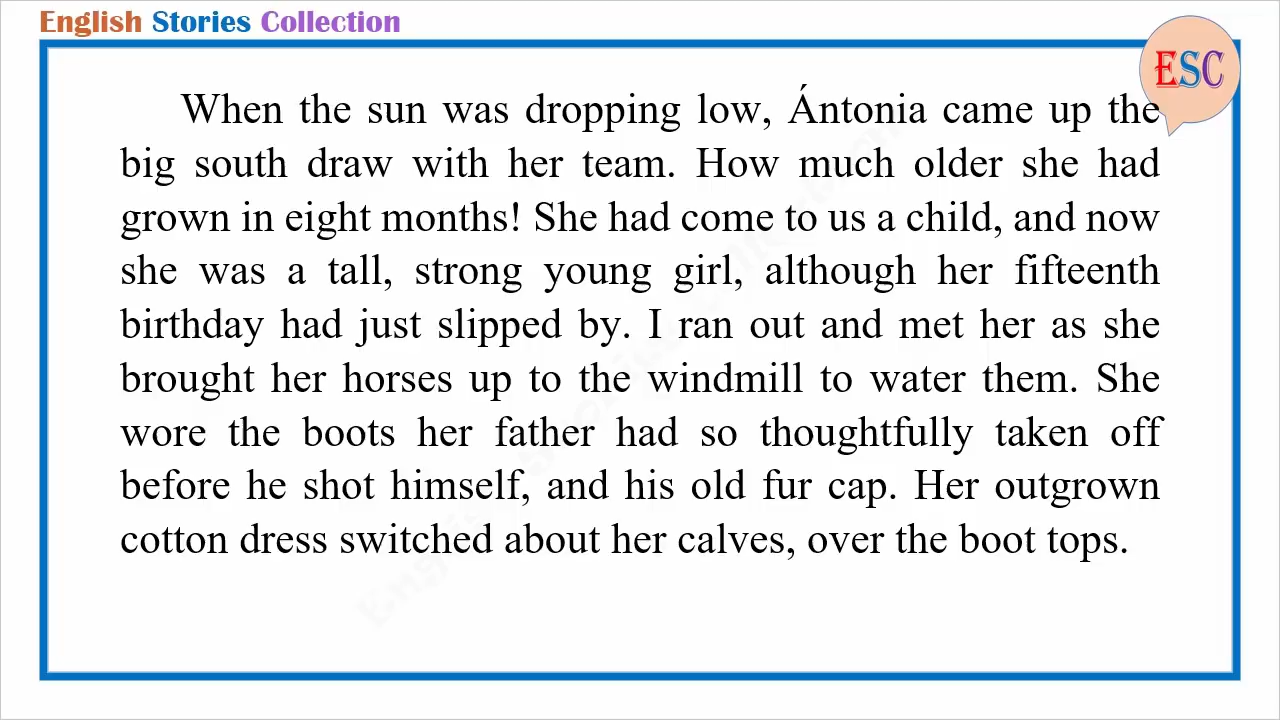 English Stories Collection
ESC
When the sun was dropping low, Ántonia came up the
big south draw with her team. How much older she had
grown in eight months! She had come to us a child, and now
she was a tall, strong young girl, although her fifteenth
birthday had just slipped by. I ran out and met her as she
brought her horses up to the windmill to water them. She
wore the boots her father had so thoughtfully taken off
before he shot himself, and his old fur cap. Her outgrown
cotton dress switched about her calves, over the boot tops.